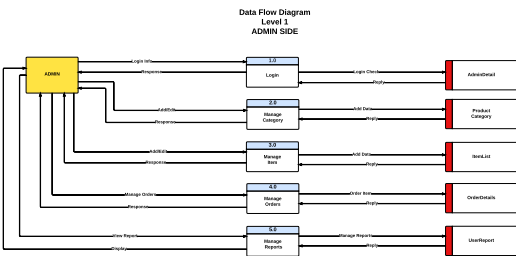 Data Flow Diagram
Level 1
ADMIN SIDE
ADMIN
Login Info
Response
1.0
Login
Login Check
Reply
AdminDetail
Add/Edit
Response
2.0
Manage
Category
Add Data
Reply
Product
Category
Add/Edit
Response
3.0
Manage
Item
Add Data
Reply
ItemList
Manage Orders
Response
4.0
Manage
Orders
Order Item
Reply
OrderDetails
View Report
Display
5.0
Manage
Reports
Manage Reports
Reply
UserReport